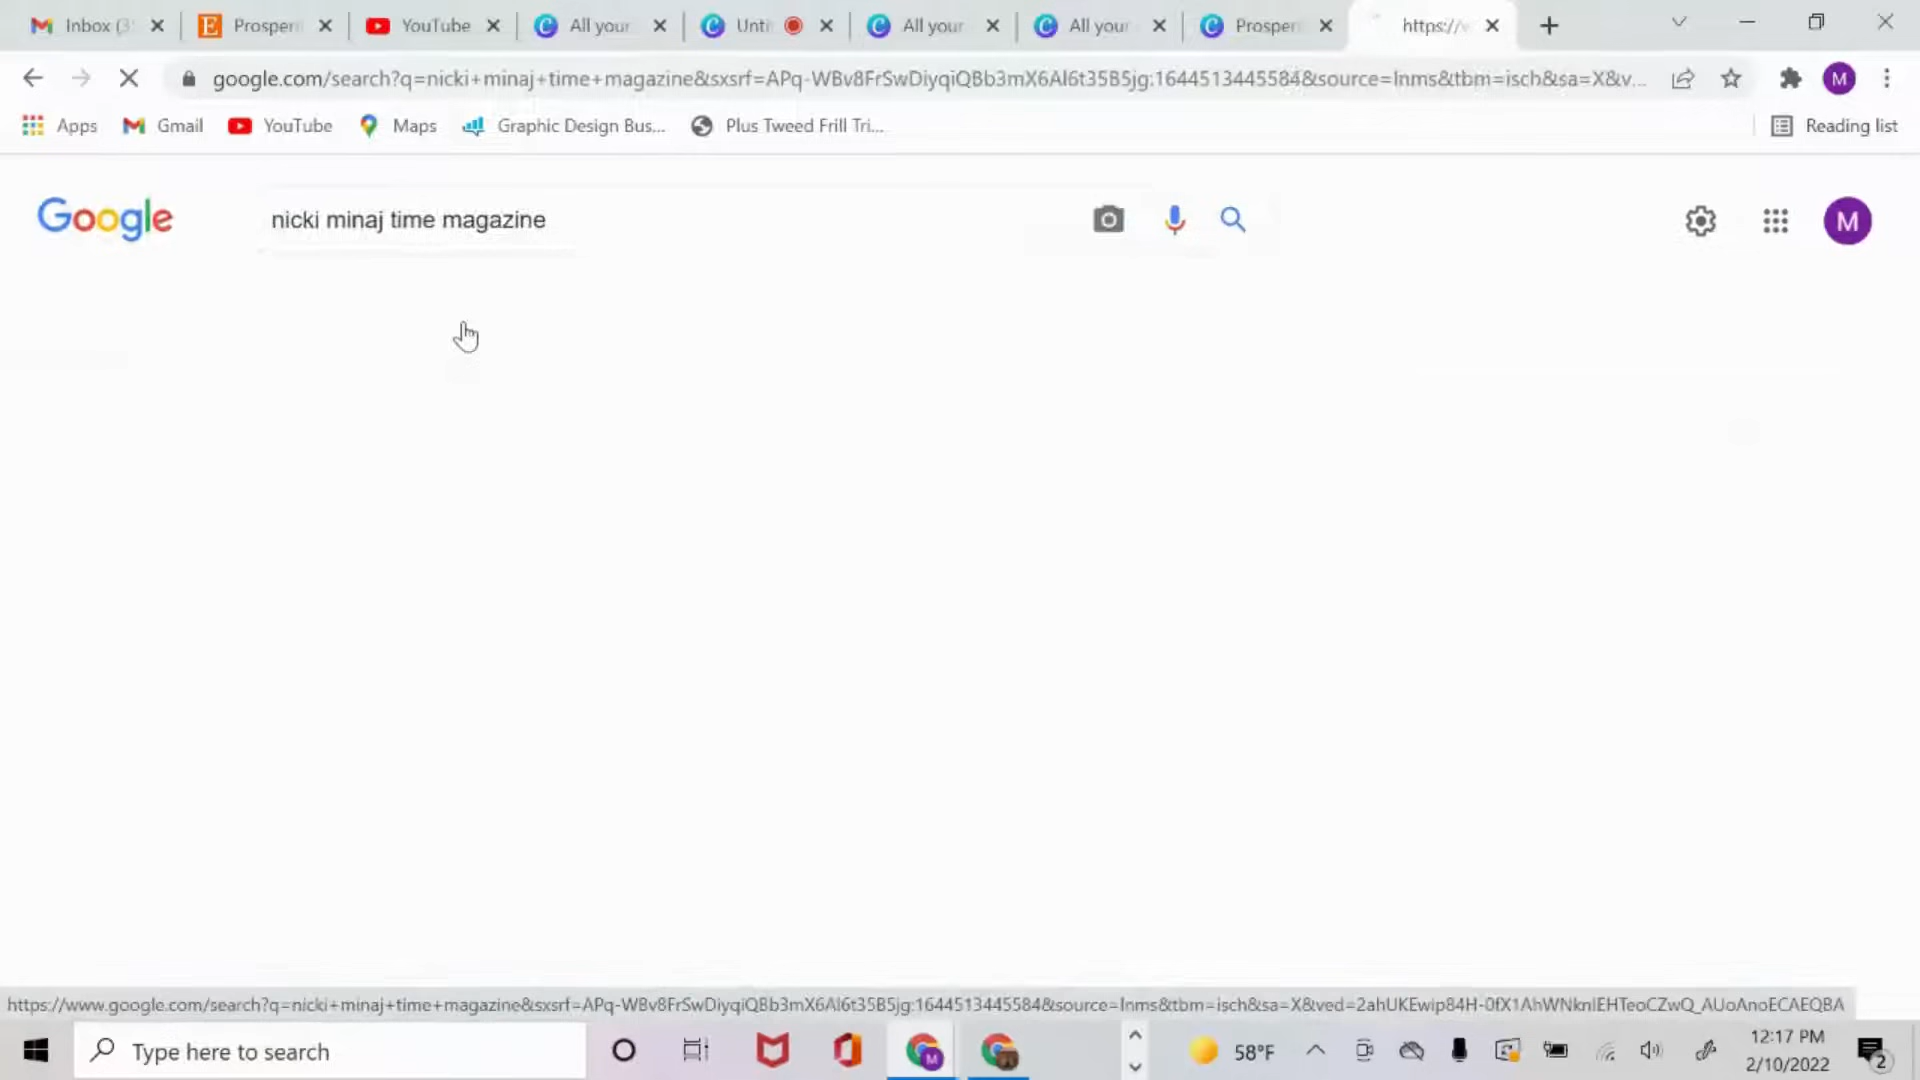 Inbox (3
Prosper
YouTube
All your
Unti
All your
All your
Prosper
https://v
google.com/search?q=nicki+minaj+time+magazine&sxsrf=APq-WBv8FrSwDiyqiQBb3mX6Al6t35B5jg:1644513445584&source=lnms&tbm=isch&sa=X&v...
M
Apps
Gmail
YouTube
Maps
Graphic Design Bus...
Plus Tweed Frill Tri...
Reading list
Google
nicki minaj time magazine
M
https://www.google.com/search?q=nicki+minaj+time+magazine&sxsrf=APq-WBv8FrSwDiyqiQBb3mX6Al6t35B5jg:1644513445584&source=lnms&tbm=isch&sa=X&ved=2ahUKEwip84H-0fX1AhWNknIEHTeoCZwQ_AUoAnoECAEQBA
Type here to search
M
58°F
12:17 PM
2/10/2022
2